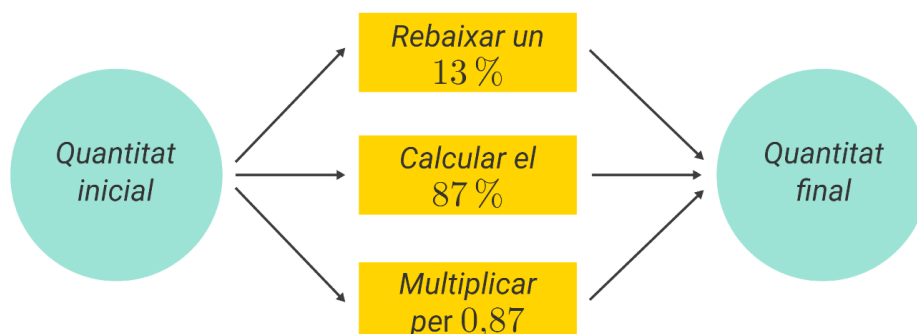 Quantitat
inicial
Rebaixar un
13 %
Calcular el
87 %
Multiplicar
per 0,87
Quantitat
final